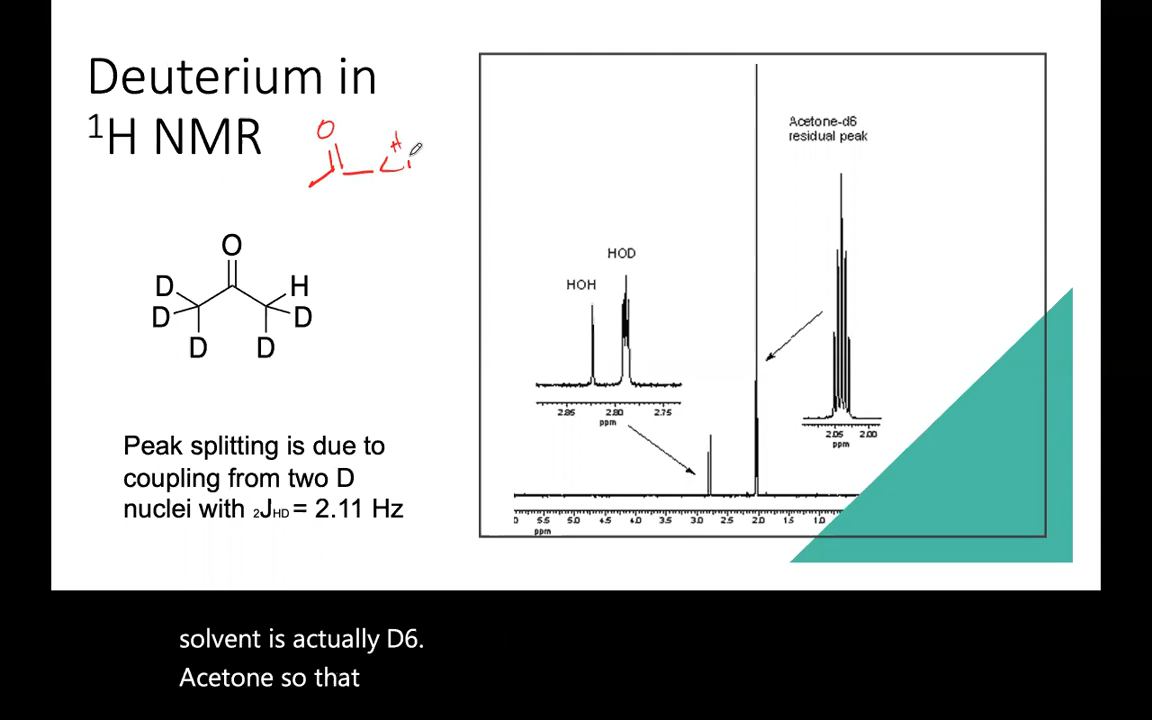 Deuterium in
¹H NMR
O
H
O
D
H
D
D
D
D
Peak splitting is due to
coupling from two D
nuclei with ₂JHD = 2.11 Hz
Acetone-d6
residual peak
HOD
HOH
2.85 2.80 2.75
ppm
2.05 2.00
ppm
0 5.5 5.0 4.5 4.0 3.5 3.0 2.5 2.0 1.5 1.0
ppm
solvent is actually D6.
Acetone so that